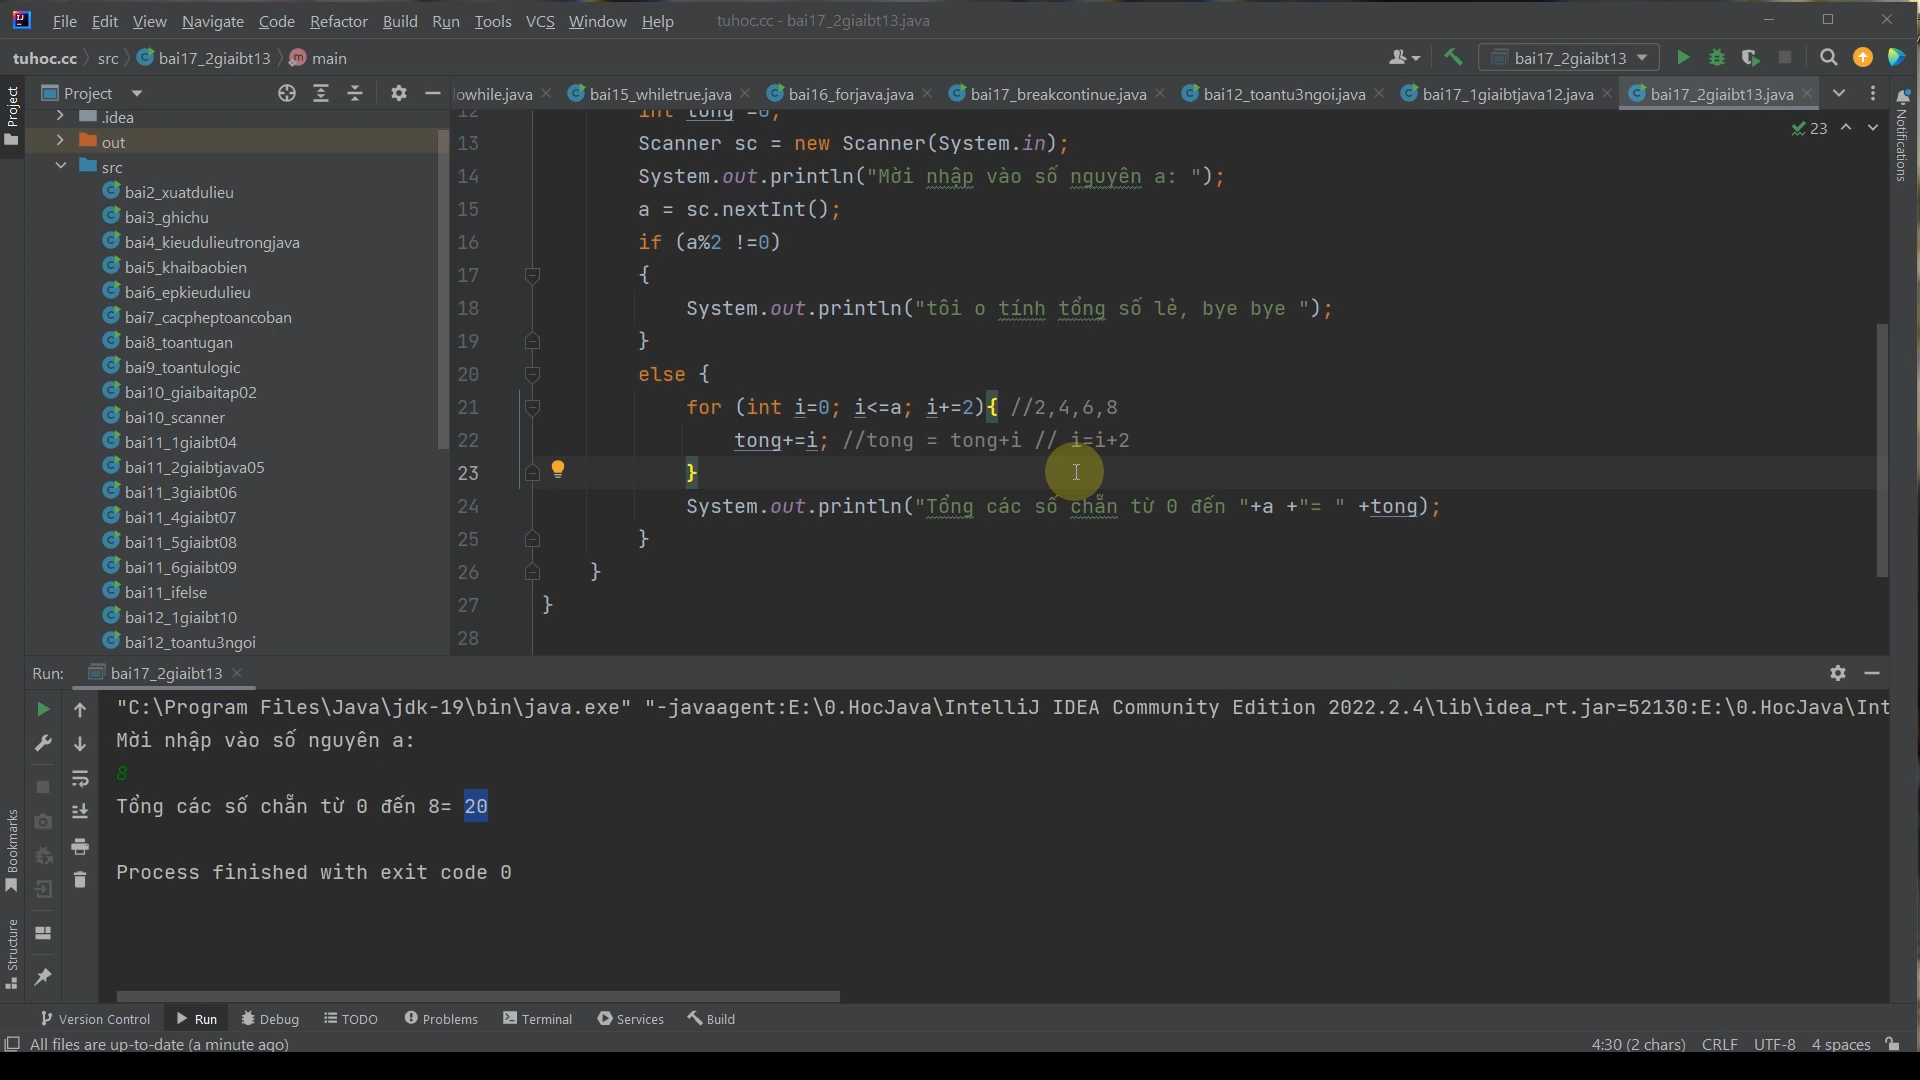 File Edit View Navigate Code Refactor Build Run Tools VCS Window Help tuhoc.cc - bai17_2giaibt13.java
tuhoc.cc src bai17_2giaibt13 main bai17_2giaibt13
Project
Project
owhile.java bai15_whiletrue.java bai16_forjava.java bai17_breakcontinue.java bai12_toantu3ngoi.java bai17_1giaibtjava12.java bai17_2giaibt13.java
Notifications
.idea
out
src
bai2_xuatdulieu
bai3_ghichu
bai4_kieudulieutrongjava
bai5_khaibaobien
bai6_epkieudulieu
bai7_cacpheptoancoban
bai8_toantugan
bai9_toantulogic
bai10_giaibaitap02
bai10_scanner
bai11_1giaibt04
bai11_2giaibtjava05
bai11_3giaibt06
bai11_4giaibt07
bai11_5giaibt08
bai11_6giaibt09
bai11_ifelse
bai12_1giaibt10
bai12_toantu3ngoi
23
12 int tong =0;
13 Scanner sc = new Scanner(System.in);
14 System.out.println("Mời nhập vào số nguyên a: ");
15 a = sc.nextInt();
16 if (a%2 !=0)
17 {
18 System.out.println("tôi o tính tổng số lẻ, bye bye ");
19 }
20 else {
21 for (int i=0; i<=a; i+=2){ //2,4,6,8
22 tong+=i; //tong = tong+i // i=i+2
23 }
24 System.out.println("Tổng các số chẵn từ 0 đến "+a +"= " +tong);
25 }
26 }
27 }
28
Run: bai17_2giaibt13
"C:\Program Files\Java\jdk-19\bin\java.exe" "-javaagent:E:\0.HocJava\IntelliJ IDEA Community Edition 2022.2.4\lib\idea_rt.jar=52130:E:\0.HocJava\Int
Mời nhập vào số nguyên a:
8
Tổng các số chẵn từ 0 đến 8= 20
Process finished with exit code 0
Bookmarks
Structure
Version Control Run Debug TODO Problems Terminal Services Build
All files are up-to-date (a minute ago) 4:30 (2 chars) CRLF UTF-8 4 spaces